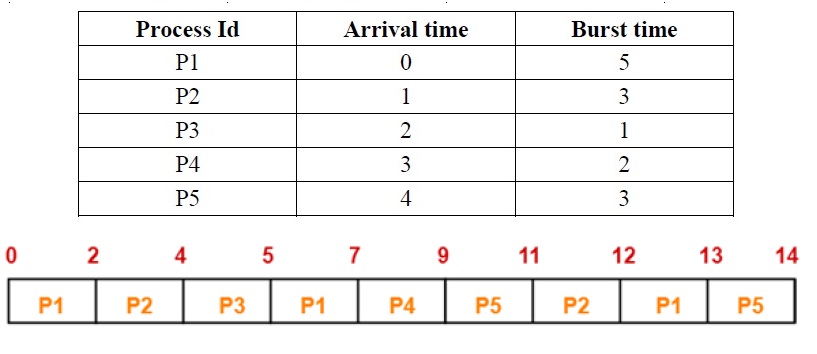 Process Id Arrival time Burst time
P1 0 5
P2 1 3
P3 2 1
P4 3 2
P5 4 3
0 2 4 5 7 9 11 12 13 14
P1 P2 P3 P1 P4 P5 P2 P1 P5